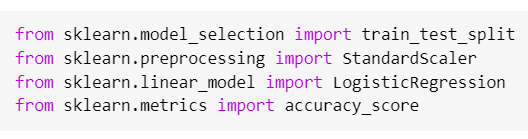 from sklearn.model_selection import train_test_split
from sklearn.preprocessing import StandardScaler
from sklearn.linear_model import LogisticRegression
from sklearn.metrics import accuracy_score